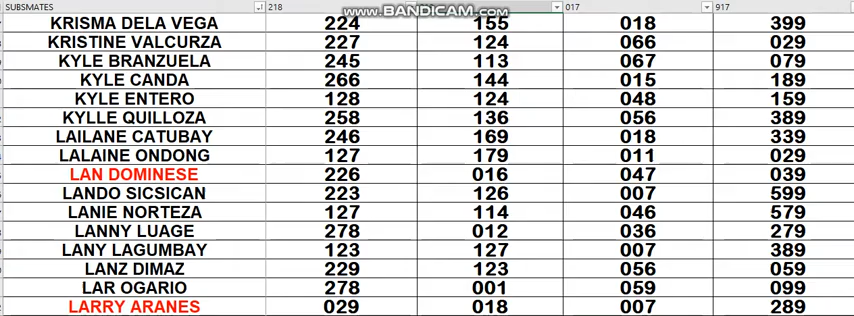 SUBSMATES 218 017 917
WWW.BANDICAM.COM
KRISMA DELA VEGA 224 155 018 399
KRISTINE VALCURZA 227 124 066 029
KYLE BRANZUELA 245 113 067 079
KYLE CANDA 266 144 015 189
KYLE ENTERO 128 124 048 159
KYLLE QUILLOZA 258 136 056 389
LAILANE CATUBAY 246 169 018 339
LALAINE ONDONG 127 179 011 029
LAN DOMINESE 226 016 047 039
LANDO SICSICAN 223 126 007 599
LANIE NORTEZA 127 114 046 579
LANNY LUAGE 278 012 036 279
LANY LAGUMBAY 123 127 007 389
LANZ DIMAZ 229 123 056 059
LAR OGARIO 278 001 059 099
LARRY ARANES 029 018 007 289